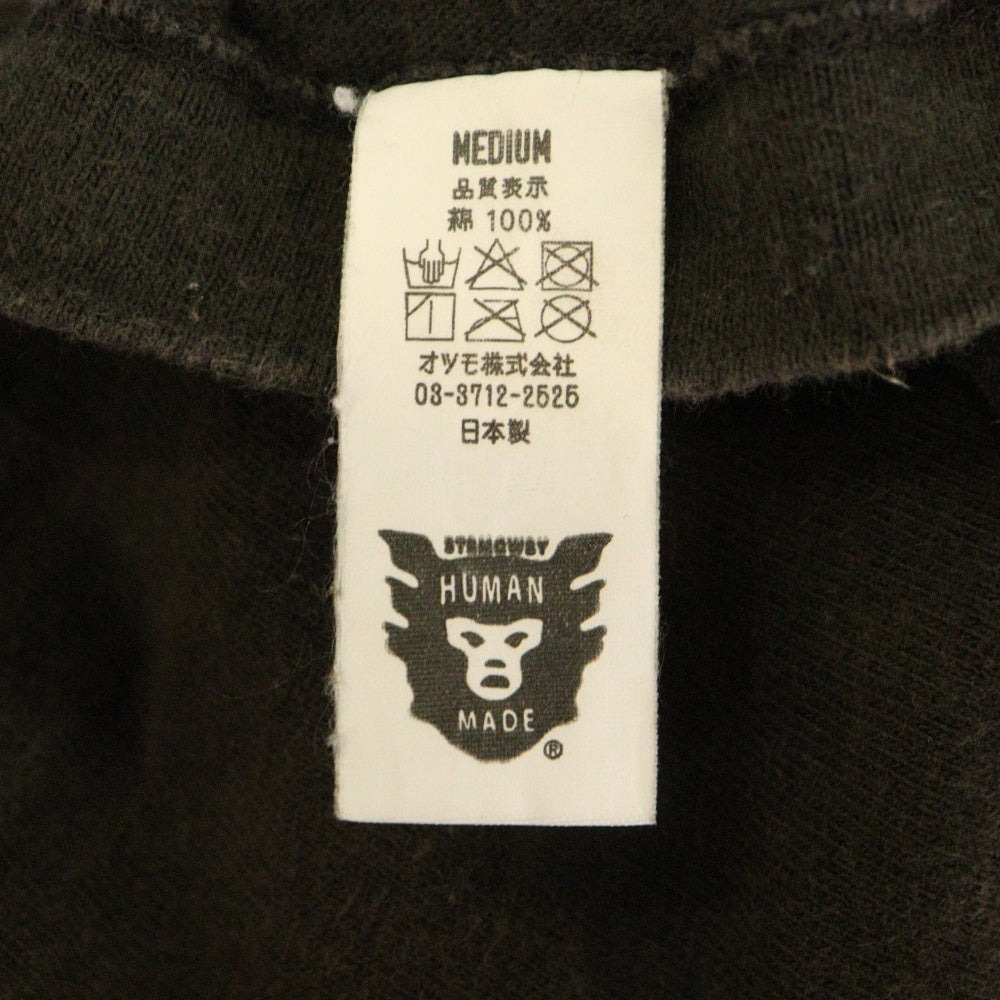 MEDIUM
品質表示
綿 100%
オツモ株式会社
03-3712-2525
日本製
STRMCWBY
HUMAN
MADE
®